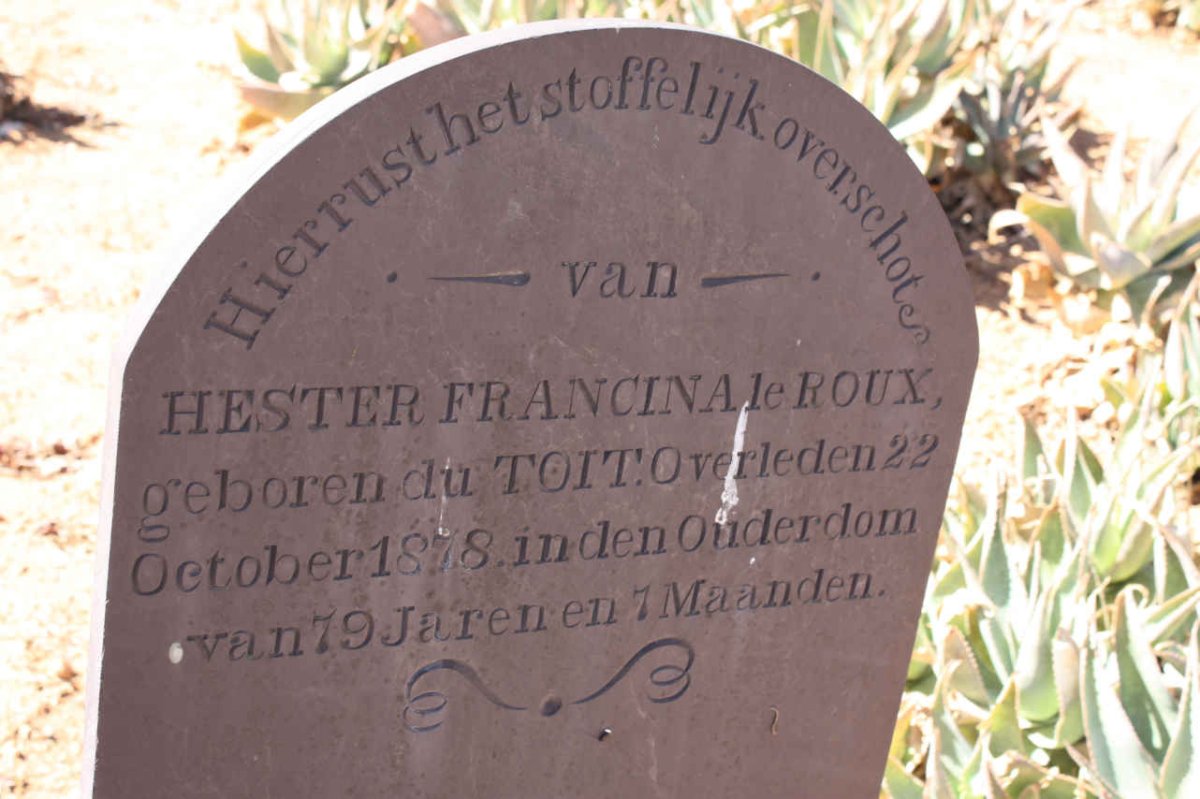 Hier rust het stoffelijk overschot
van
HESTER FRANCINA le ROUX,
geboren du TOIT. Overleden 22
October 1878. in den Ouderdom
van 79 Jaren en 7 Maanden.